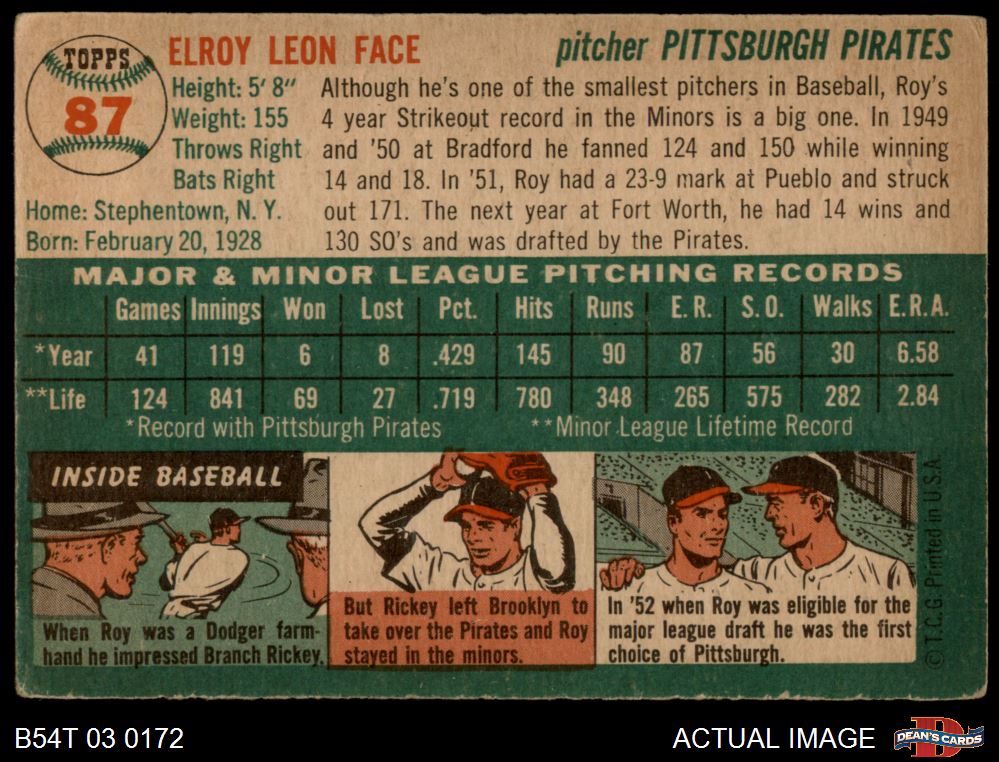 TOPPS
87
ELROY LEON FACE
pitcher PITTSBURGH PIRATES
Height: 5' 8"
Weight: 155
Throws Right
Bats Right
Home: Stephentown, N. Y.
Born: February 20, 1928
Although he's one of the smallest pitchers in Baseball, Roy's
4 year Strikeout record in the Minors is a big one. In 1949
and '50 at Bradford he fanned 124 and 150 while winning
14 and 18. In '51, Roy had a 23-9 mark at Pueblo and struck
out 171. The next year at Fort Worth, he had 14 wins and
130 SO's and was drafted by the Pirates.
MAJOR & MINOR LEAGUE PITCHING RECORDS
Games Innings Won Lost Pct. Hits Runs E. R. S. O. Walks E.R.A.
*Year 41 119 6 8 .429 145 90 87 56 30 6.58
**Life 124 841 69 27 .719 780 348 265 575 282 2.84
*Record with Pittsburgh Pirates **Minor League Lifetime Record
INSIDE BASEBALL
When Roy was a Dodger farm-
hand he impressed Branch Rickey.
But Rickey left Brooklyn to
take over the Pirates and Roy
stayed in the minors.
In '52 when Roy was eligible for the
major league draft he was the first
choice of Pittsburgh.
© T.C.G. Printed in U.S.A.
B54T 03 0172
ACTUAL IMAGE
D
DEAN'S CARDS